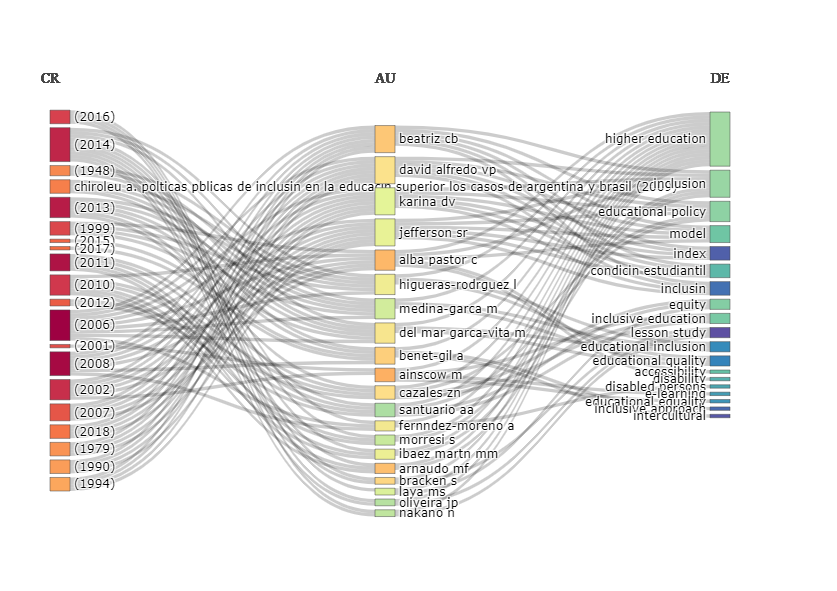 CR
AU
DE
(2016)
(2014)
(1948)
chiroleu a. polticas pblicas de inclusin en la educacin superior los casos de argentina y brasil (2009)
(2013)
(1999)
(2015)
(2017)
(2011)
(2010)
(2012)
(2006)
(2001)
(2008)
(2002)
(2007)
(2018)
(1979)
(1990)
(1994)
beatriz cb
david alfredo vp
karina dv
jefferson sr
alba pastor c
higueras-rodrguez l
medina-garca m
del mar garca-vita m
benet-gil a
ainscow m
cazales zn
santuario aa
fernndez-moreno a
morresi s
ibaez martn mm
arnaudo mf
bracken s
lava ms
oliveira jp
nakano n
higher education
inclusion
educational policy
model
index
condicin estudiantil
inclusin
equity
inclusive education
lesson study
educational inclusion
educational quality
accessibility
disability
disabled persons
e-learning
educational equality
inclusive approach
intercultural